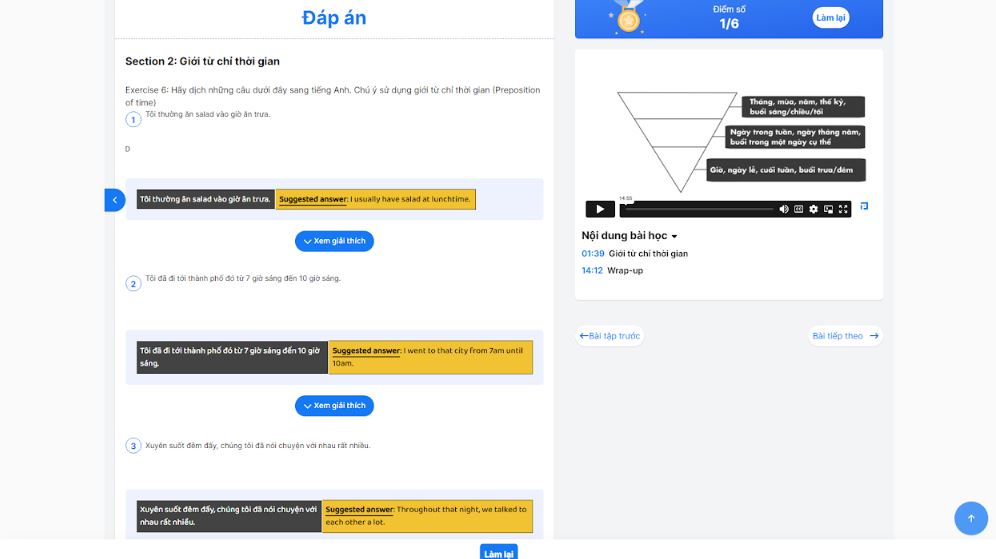 Đáp án
Section 2: Giới từ chỉ thời gian
Exercise 6: Hãy dịch những câu dưới đây sang tiếng Anh. Chú ý sử dụng giới từ chỉ thời gian (Preposition
of time)
1 Tôi thường ăn salad vào giờ ăn trưa.
D
Tôi thường ăn salad vào giờ ăn trưa. Suggested answer: I usually have salad at lunchtime.
Xem giải thích
2 Tôi đã đi tới thành phố đó từ 7 giờ sáng đến 10 giờ sáng.
Tôi đã đi tới thành phố đó từ 7 giờ sáng đến 10 giờ
sáng.
Suggested answer: I went to that city from 7am until
10am.
Xem giải thích
3 Xuyên suốt đêm đấy, chúng tôi đã nói chuyện với nhau rất nhiều.
Xuyên suốt đêm đấy, chúng tôi đã nói chuyện với
nhau rất nhiều.
Suggested answer: Throughout that night, we talked to
each other a lot.
Làm lại
Điểm số
1/6
Làm lại
Tháng, mùa, năm, thế kỷ,
buổi sáng/chiều/tối
Ngày trong tuần, ngày tháng năm,
buổi trong một ngày cụ thể
Giờ, ngày lễ, cuối tuần, buổi trưa/đêm
14:55
Nội dung bài học
01:39 Giới từ chỉ thời gian
14:12 Wrap-up
Bài tập trước
Bài tiếp theo